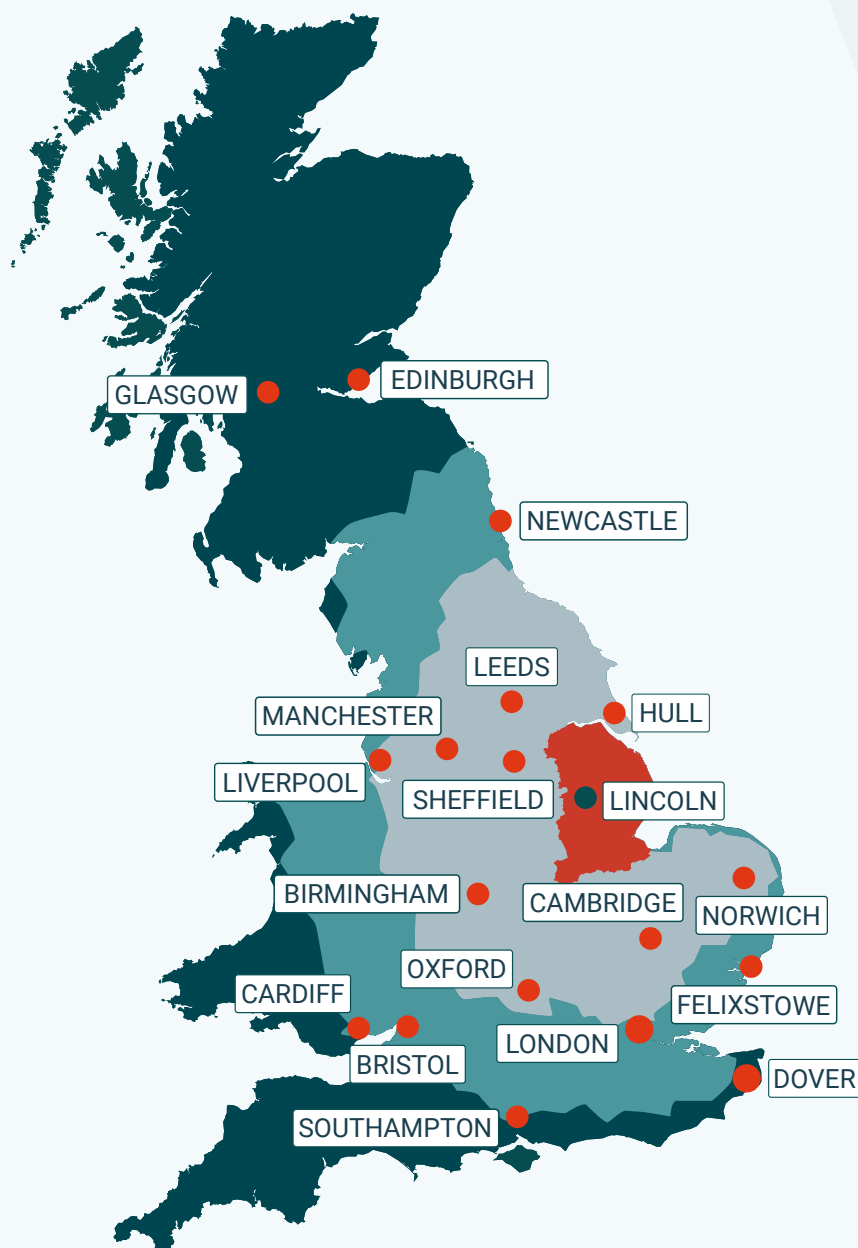 EDINBURGH
GLASGOW
NEWCASTLE
LEEDS
HULL
MANCHESTER
LIVERPOOL
SHEFFIELD
LINCOLN
BIRMINGHAM
CAMBRIDGE
NORWICH
OXFORD
CARDIFF
FELIXSTOWE
LONDON
BRISTOL
DOVER
SOUTHAMPTON